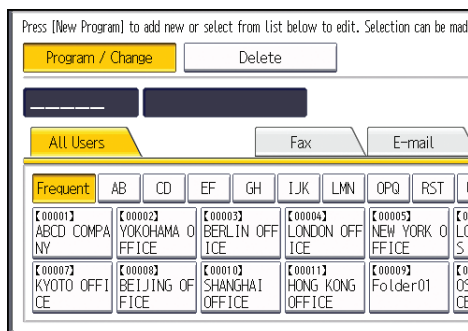 Press [New Program] to add new or select from list below to edit. Selection can be mad
Program / Change Delete
All Users Fax E-mail
Frequent AB CD EF GH IJK LMN OPQ RST
【00001】 【00002】 【00003】 【00004】 【00005】
ABCD COMPA YOKOHAMA O BERLIN OFF LONDON OFF NEW YORK O
NY FFICE ICE ICE FFICE
【00007】 【00008】 【00010】 【00011】 【00009】
KYOTO OFFI BEIJING OF SHANGHAI HONG KONG Folder01
CE FICE OFFICE OFFICE